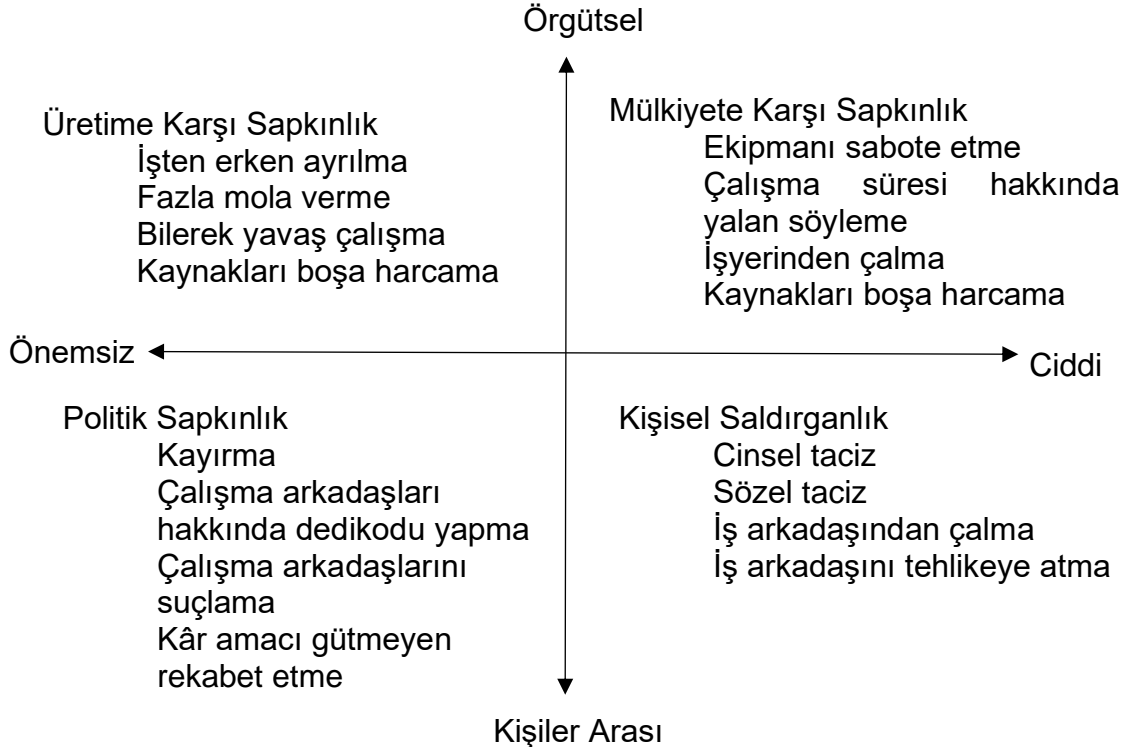 Örgütsel
Üretime Karşı Sapkınlık
İşten erken ayrılma
Fazla mola verme
Bilerek yavaş çalışma
Kaynakları boşa harcama
Mülkiyete Karşı Sapkınlık
Ekipmanı sabote etme
Çalışma süresi hakkında
yalan söyleme
İşyerinden çalma
Kaynakları boşa harcama
Önemsiz
Ciddi
Politik Sapkınlık
Kayırma
Çalışma arkadaşları
hakkında dedikodu yapma
Çalışma arkadaşlarını
suçlama
Kâr amacı gütmeyen
rekabet etme
Kişisel Saldırganlık
Cinsel taciz
Sözel taciz
İş arkadaşından çalma
İş arkadaşını tehlikeye atma
Kişiler Arası